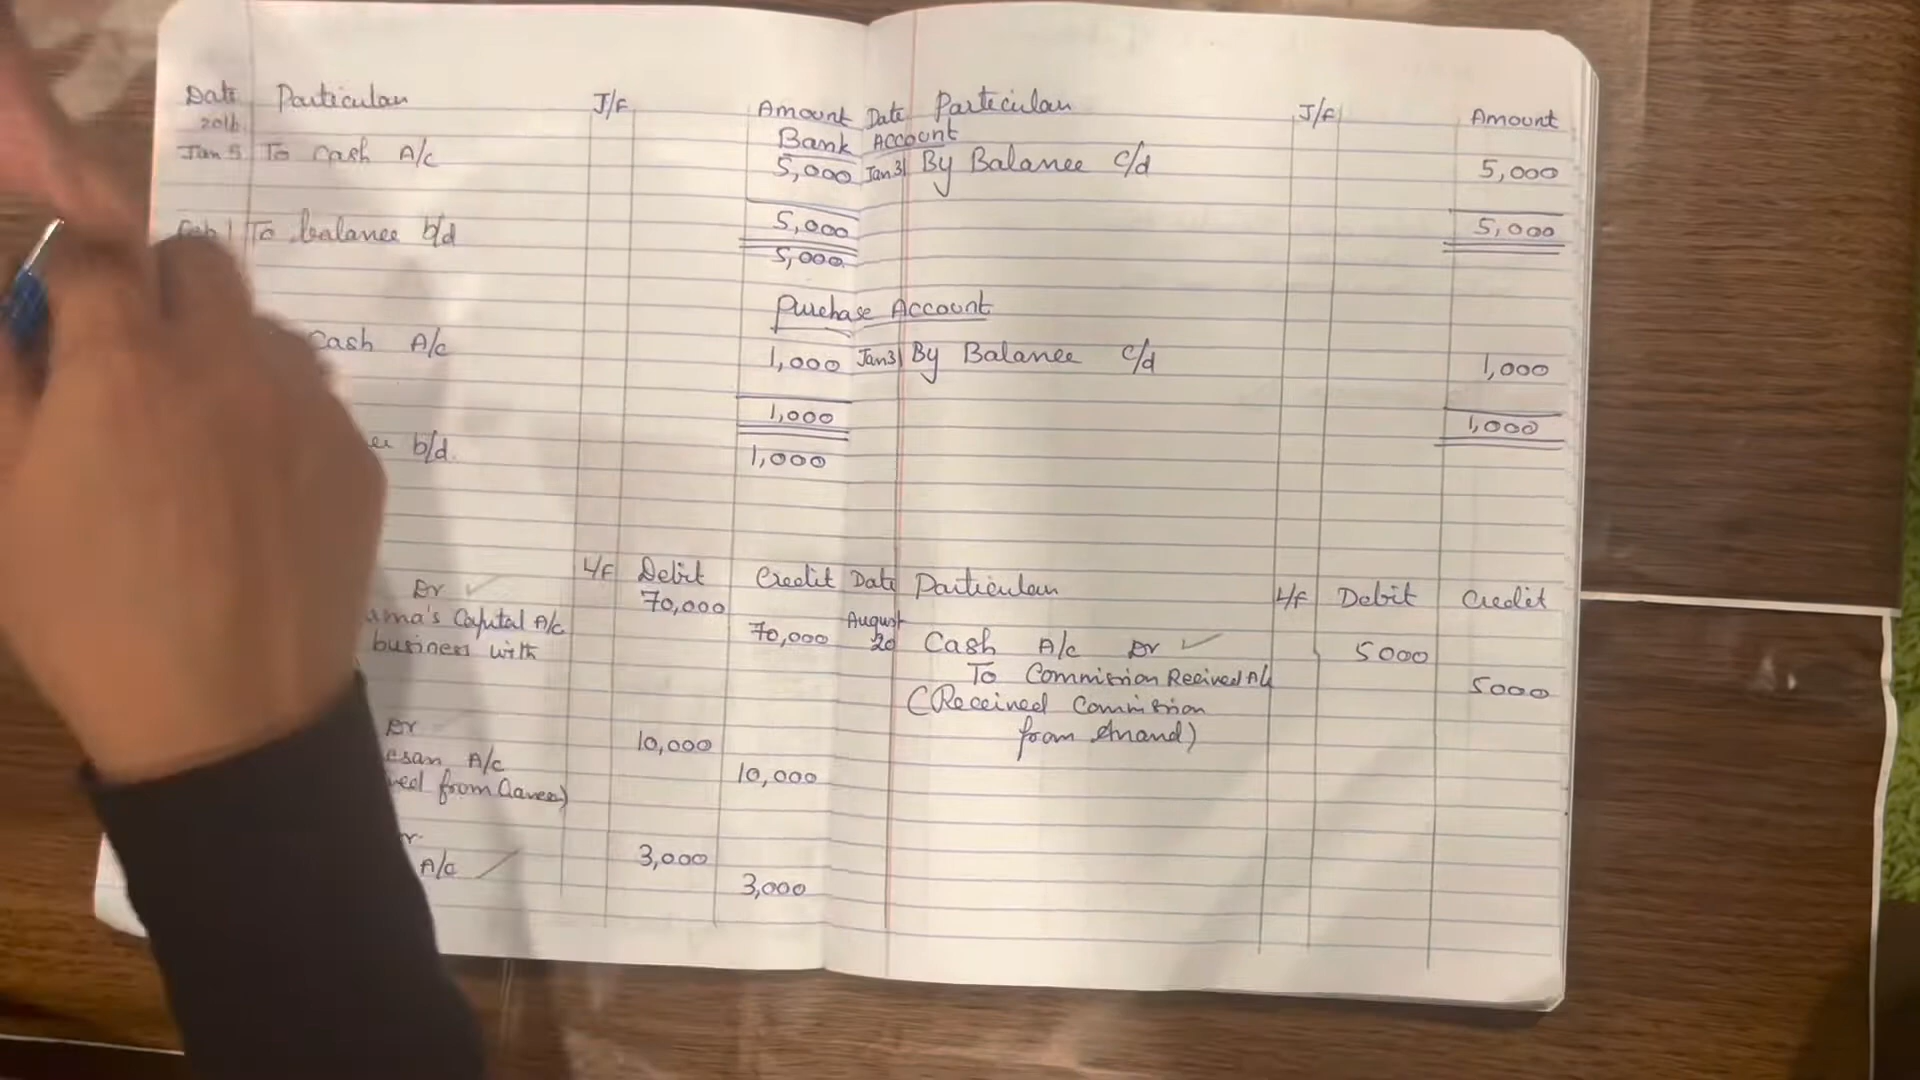 Date Particulars J/F Amount Date Particulars J/F Amount
2016
Bank Account
Jan 5 To Cash A/c 5,000 Jan 31 By Balance c/d 5,000
5,000 5,000
Feb 1 To balance b/d 5,000
Purchase Account
Cash A/c 1,000 Jan 31 By Balance c/d 1,000
1,000 1,000
b/d. 1,000
L/F Debit Credit Date Particulars L/F Debit Credit
Dr 70,000
Capital A/c 70,000 August 20 Cash A/c Dr 5000
business with
To Commission Received A/c 5000
(Received Commission
from Anand)
Dr 10,000
A/c 10,000
from
A/c 3,000
3,000